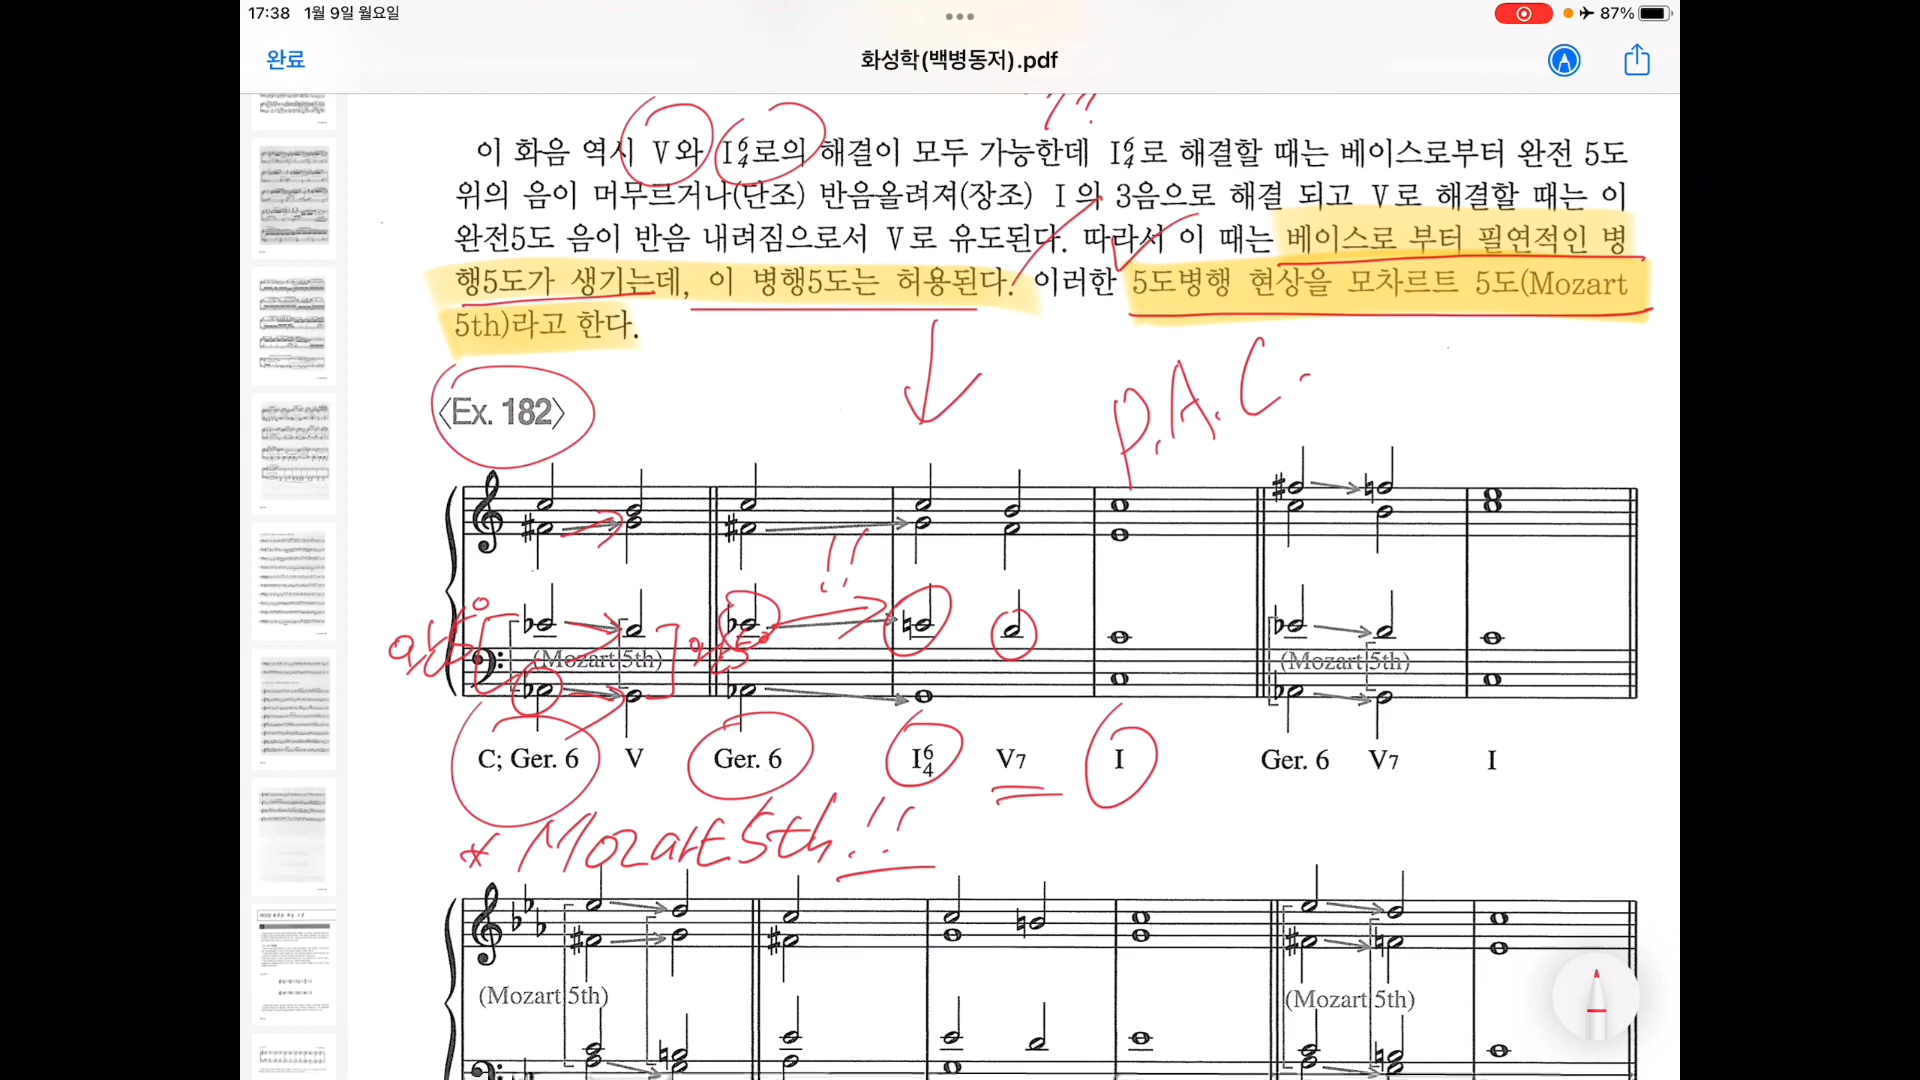 17:38 1월 9일 월요일
87%
완료
화성학(백병동저).pdf
이 화음 역시 V와 I64로의 해결이 모두 가능한데 I64로 해결할 때는 베이스로부터 완전 5도
위의 음이 머무르거나(단조) 반음올려져(장조) I의 3음으로 해결 되고 V로 해결할 때는 이
완전5도 음이 반음 내려짐으로서 V로 유도된다. 따라서 이 때는 베이스로 부터 필연적인 병
행5도가 생기는데, 이 병행5도는 허용된다. 이러한 5도병행 현상을 모차르트 5도(Mozart
5th)라고 한다.
P.A.C.
〈Ex. 182〉
!!
(Mozart 5th) (Mozart 5th)
C; Ger. 6 V Ger. 6 I64 V7 I Ger. 6 V7 I
* Mozart 5th!!
(Mozart 5th) (Mozart 5th)